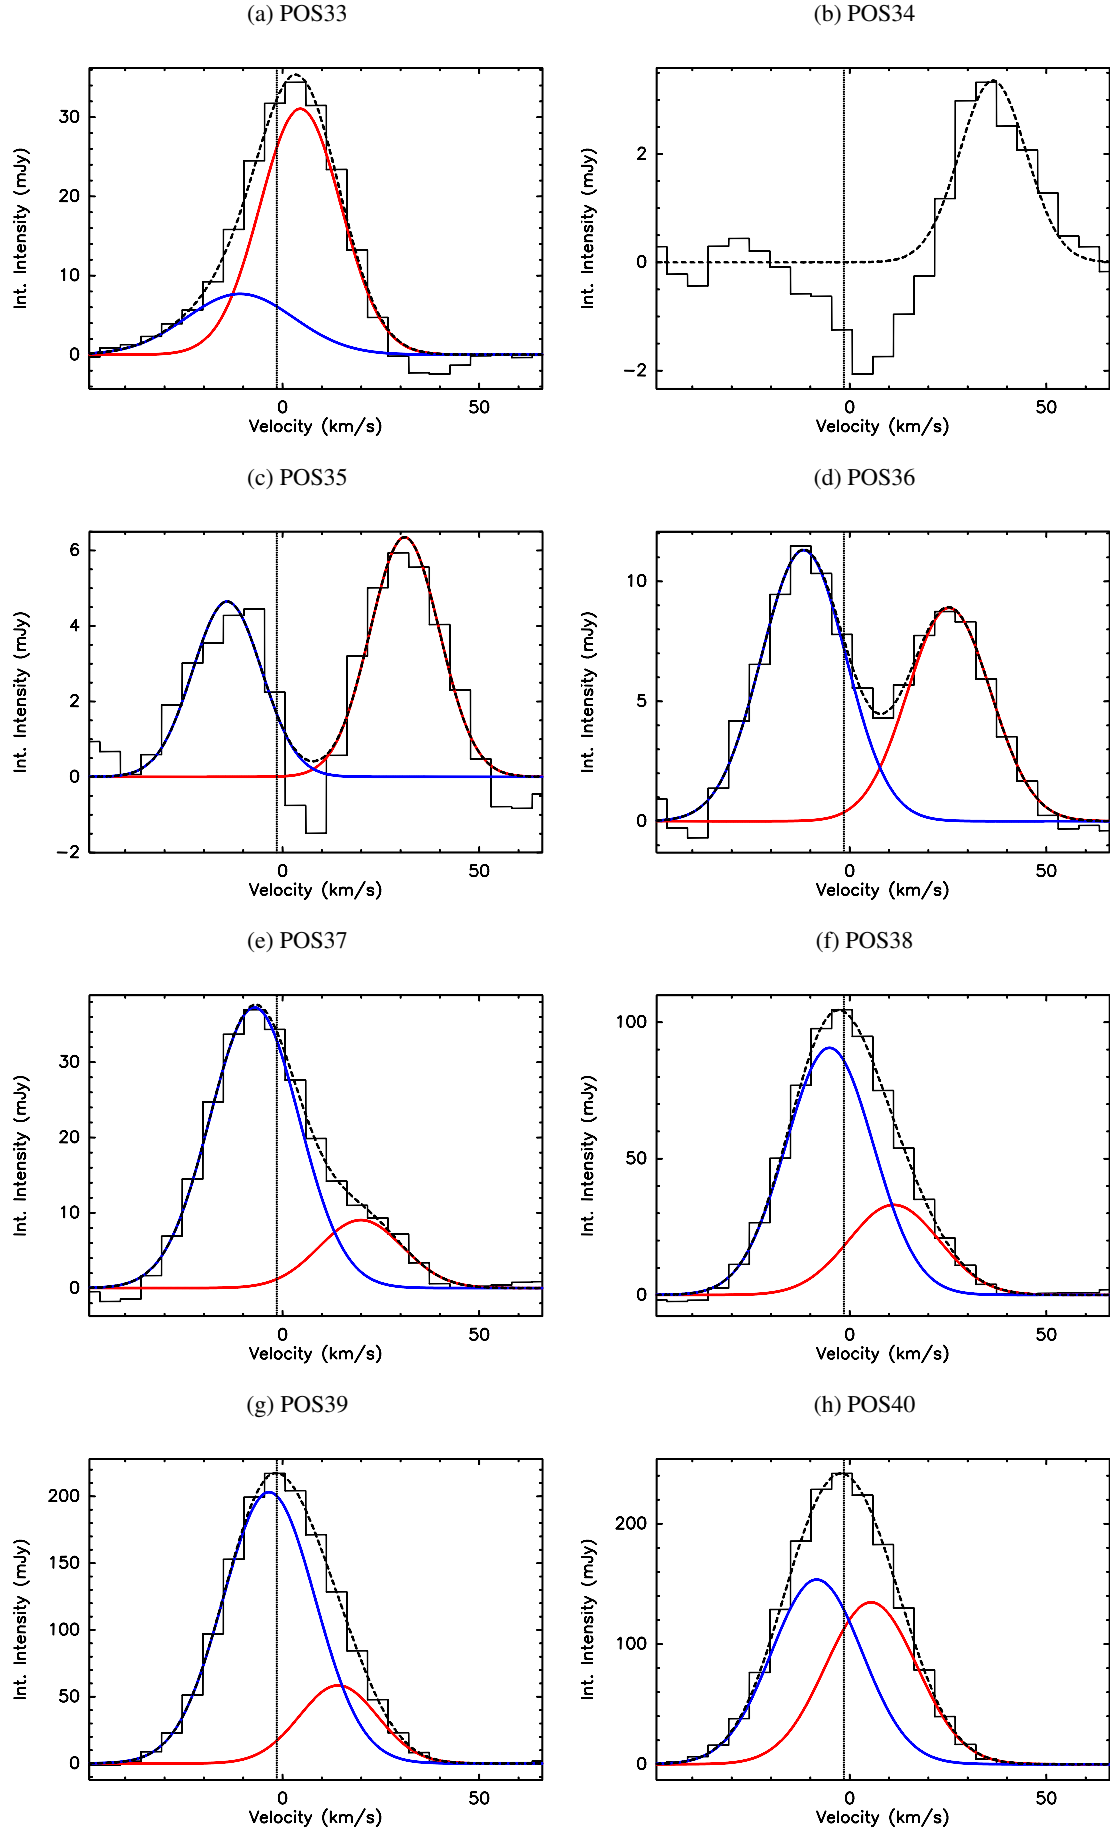 (a) POS33
(b) POS34
30
20
10
0
Int. Intensity (mJy)
0
50
Velocity (km/s)
2
0
−2
Int. Intensity (mJy)
0
50
Velocity (km/s)
(c) POS35
(d) POS36
6
4
2
0
−2
Int. Intensity (mJy)
0
50
Velocity (km/s)
10
5
0
Int. Intensity (mJy)
0
50
Velocity (km/s)
(e) POS37
(f) POS38
30
20
10
0
Int. Intensity (mJy)
0
50
Velocity (km/s)
100
50
0
Int. Intensity (mJy)
0
50
Velocity (km/s)
(g) POS39
(h) POS40
200
150
100
50
0
Int. Intensity (mJy)
0
50
Velocity (km/s)
200
100
0
Int. Intensity (mJy)
0
50
Velocity (km/s)